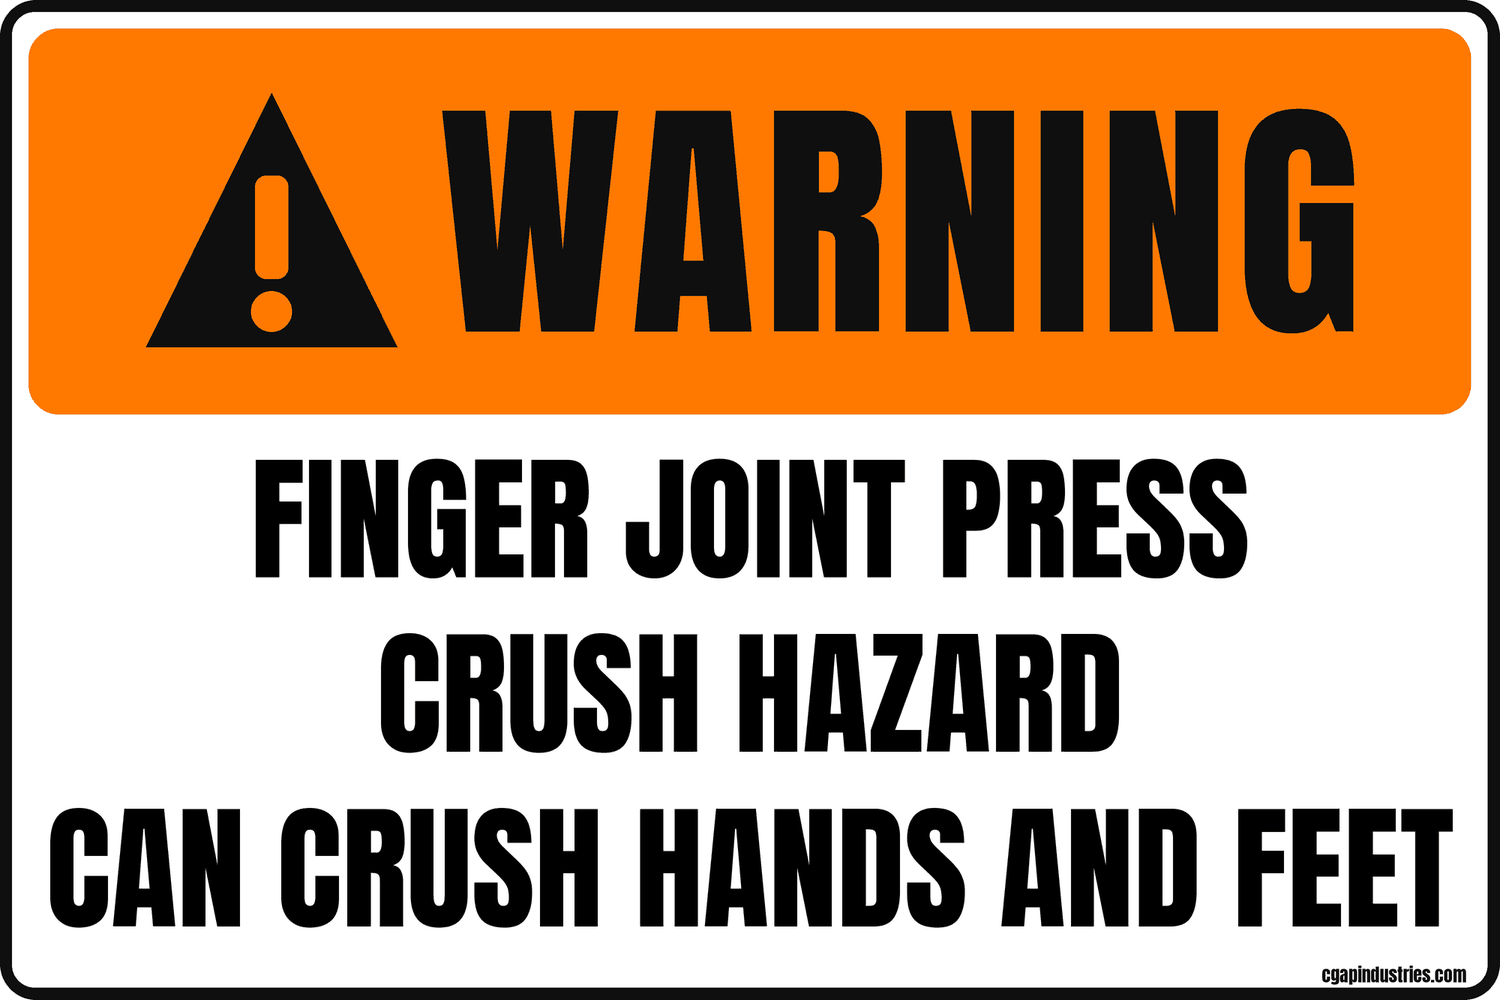 WARNING
FINGER JOINT PRESS
CRUSH HAZARD
CAN CRUSH HANDS AND FEET
cgapindustries.com